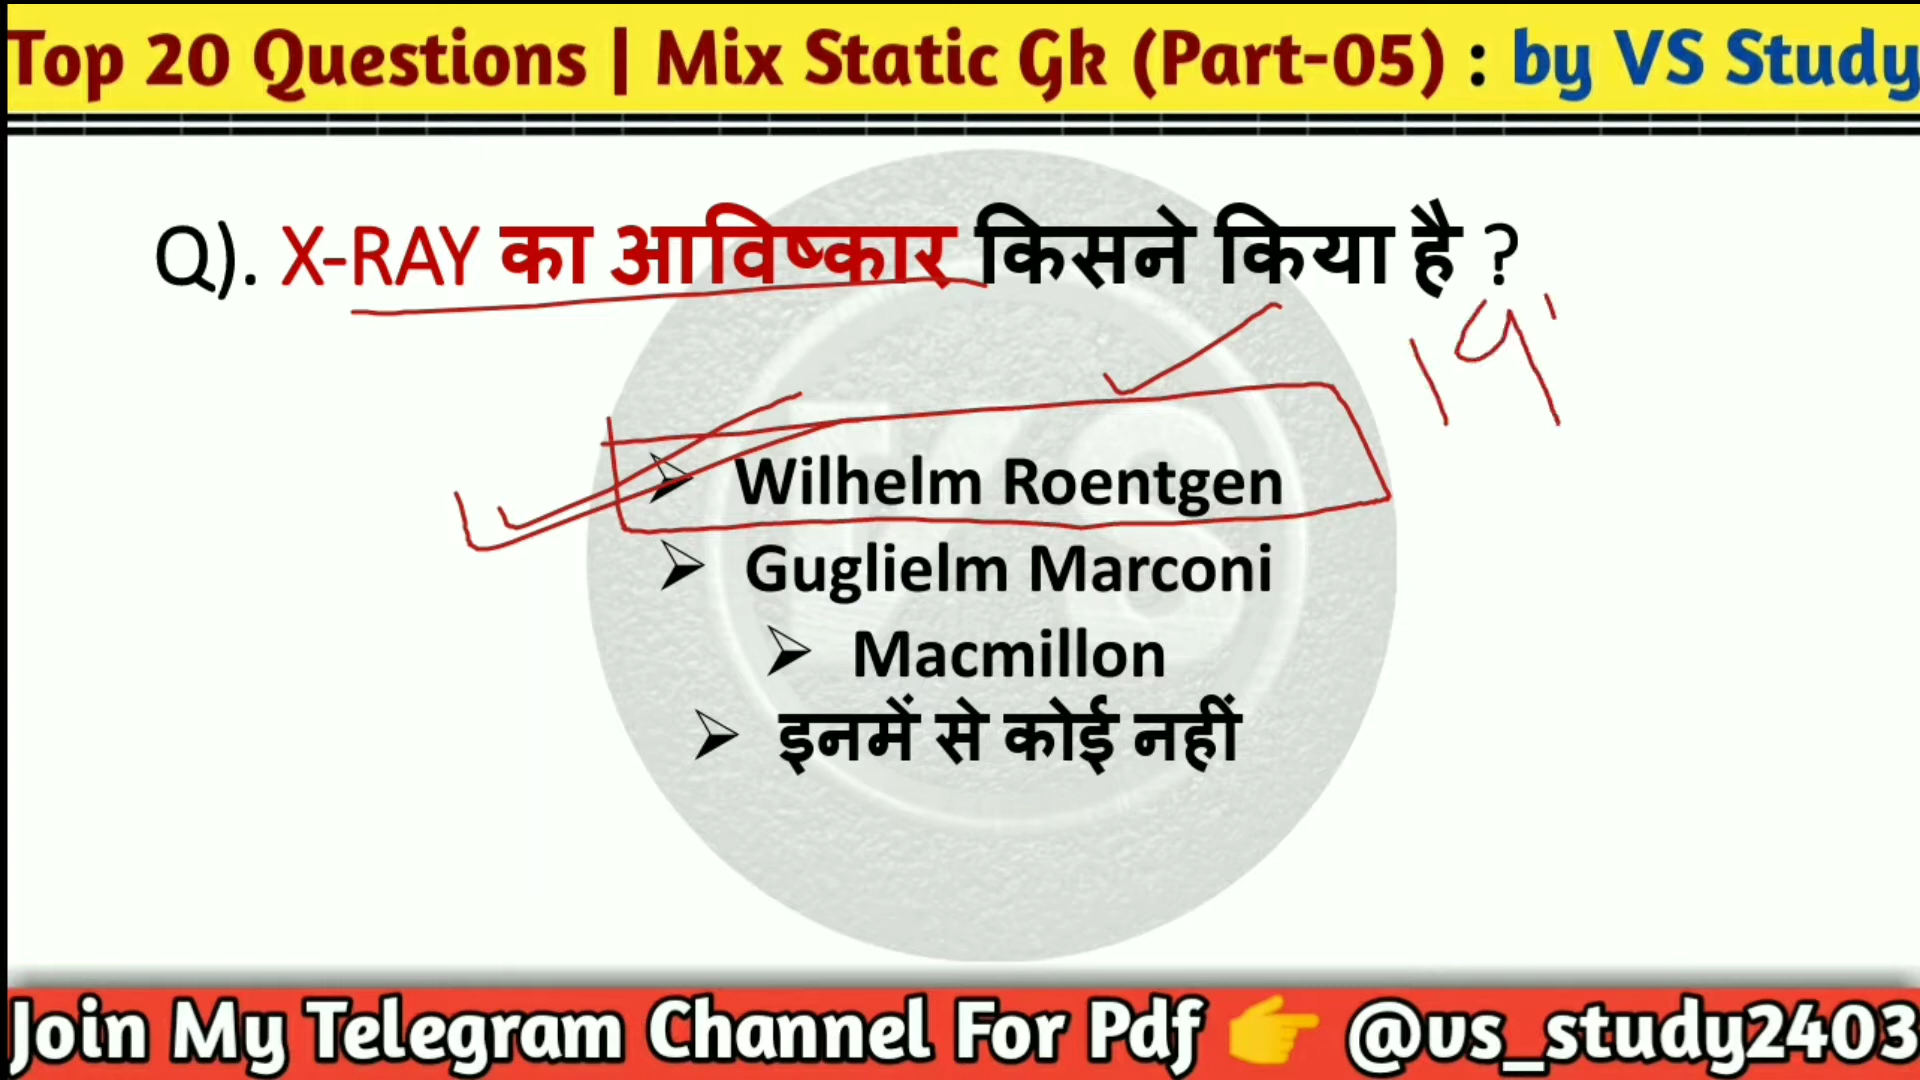 Top 20 Questions | Mix Static Gk (Part-05) : by VS Study
Q). X-RAY का आविष्कार किसने किया है ?
19
➢ Wilhelm Roentgen
➢ Guglielm Marconi
➢ Macmillon
➢ इनमें से कोई नहीं
Join My Telegram Channel For Pdf 👉 @vs_study2403